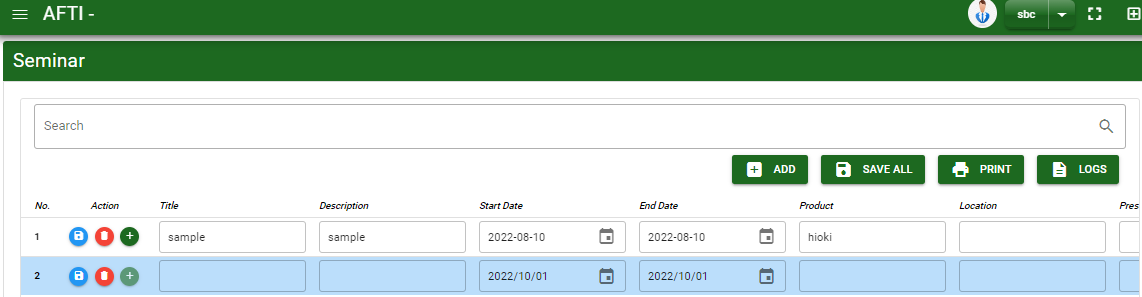 AFTI -
sbc
Seminar
Search
ADD SAVE ALL PRINT LOGS
No. Action Title Description Start Date End Date Product Location
1 sample sample 2022-08-10 2022-08-10 hioki
2 2022/10/01 2022/10/01